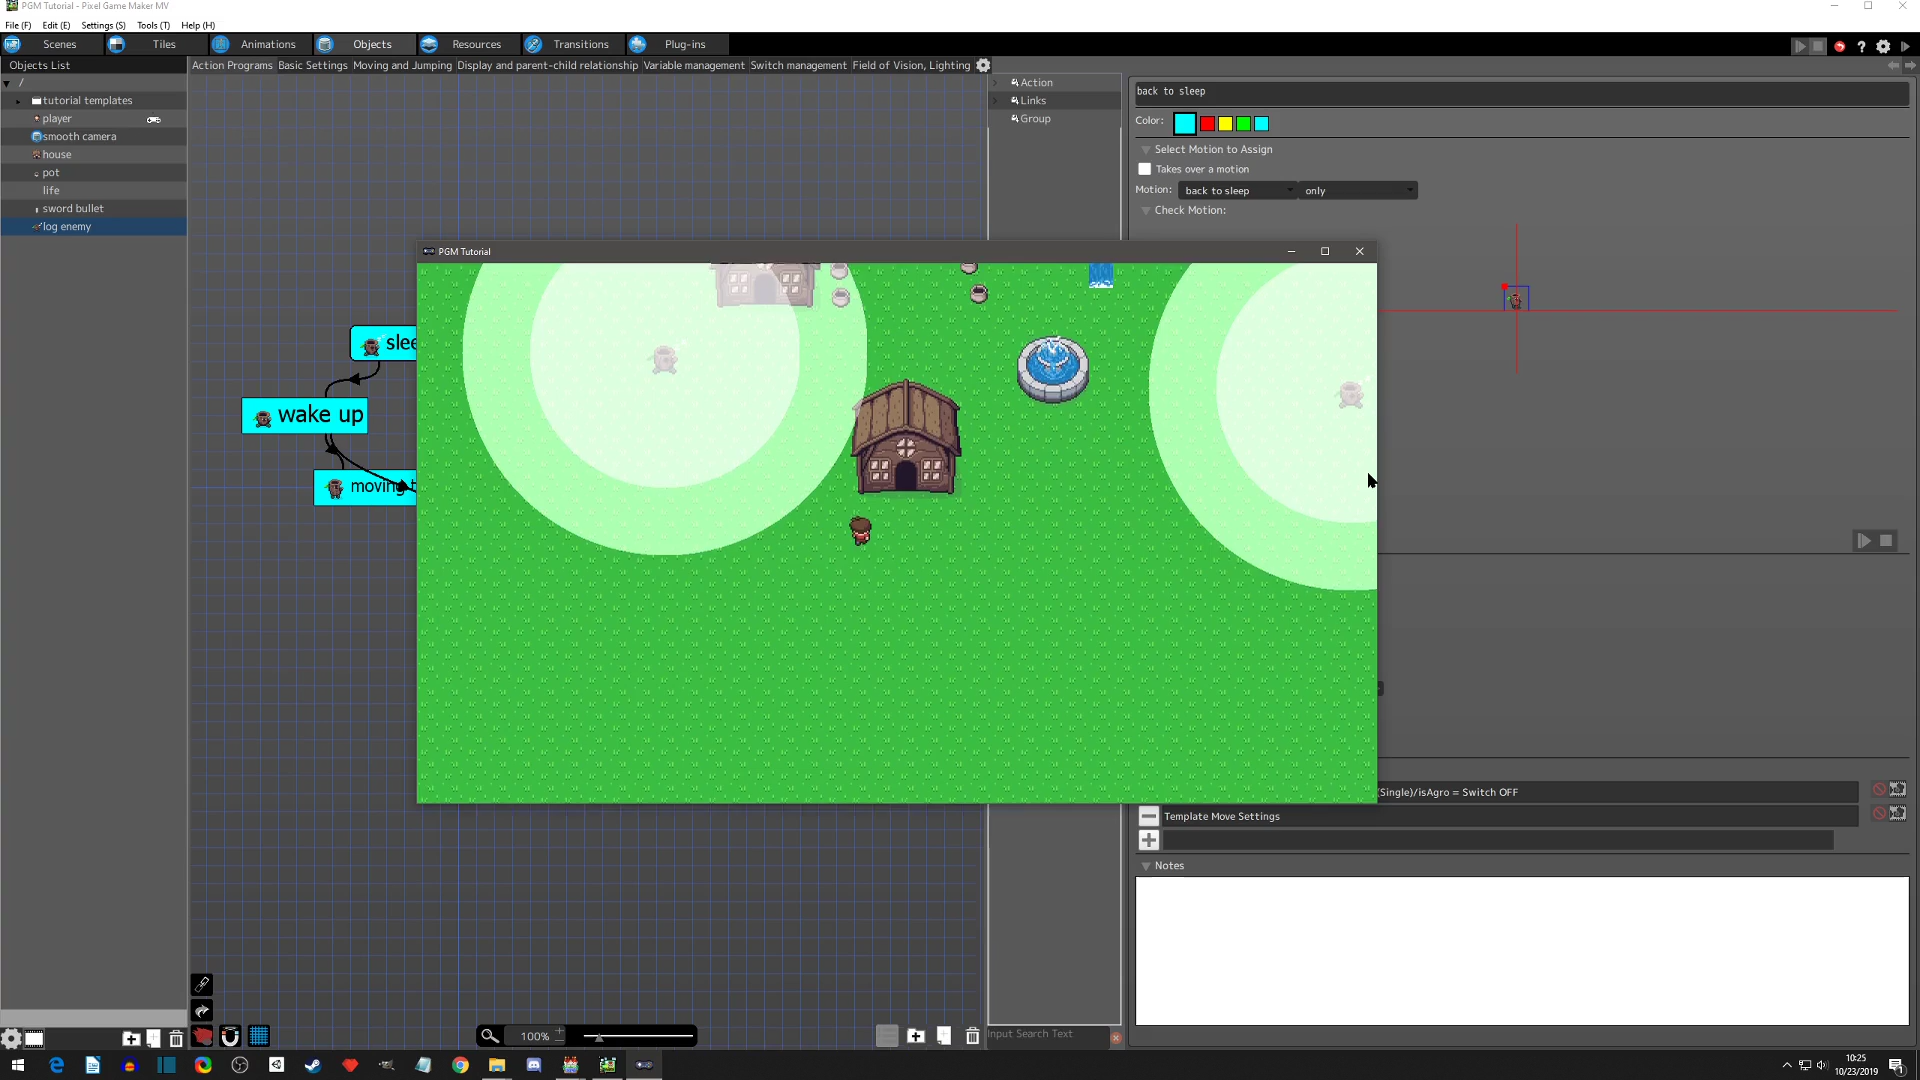 PGM Tutorial - Pixel Game Maker MV
File (F) Edit (E) Settings (S) Tools (T) Help (H)
Scenes Tiles Animations Objects Resources Transitions Plug-ins
Objects List
Action Programs Basic Settings Moving and Jumping Display and parent-child relationship Variable management Switch management Field of Vision, Lighting
/
tutorial templates
player
smooth camera
house
pot
life
sword bullet
log enemy
Action
Links
Group
back to sleep
Color:
Select Motion to Assign
Takes over a motion
Motion: back to sleep only
Check Motion:
PGM Tutorial
slee
wake up
moving t
(Single)/isAgro = Switch OFF
Template Move Settings
Notes
100%
Input Search Text
10:25
10/23/2019